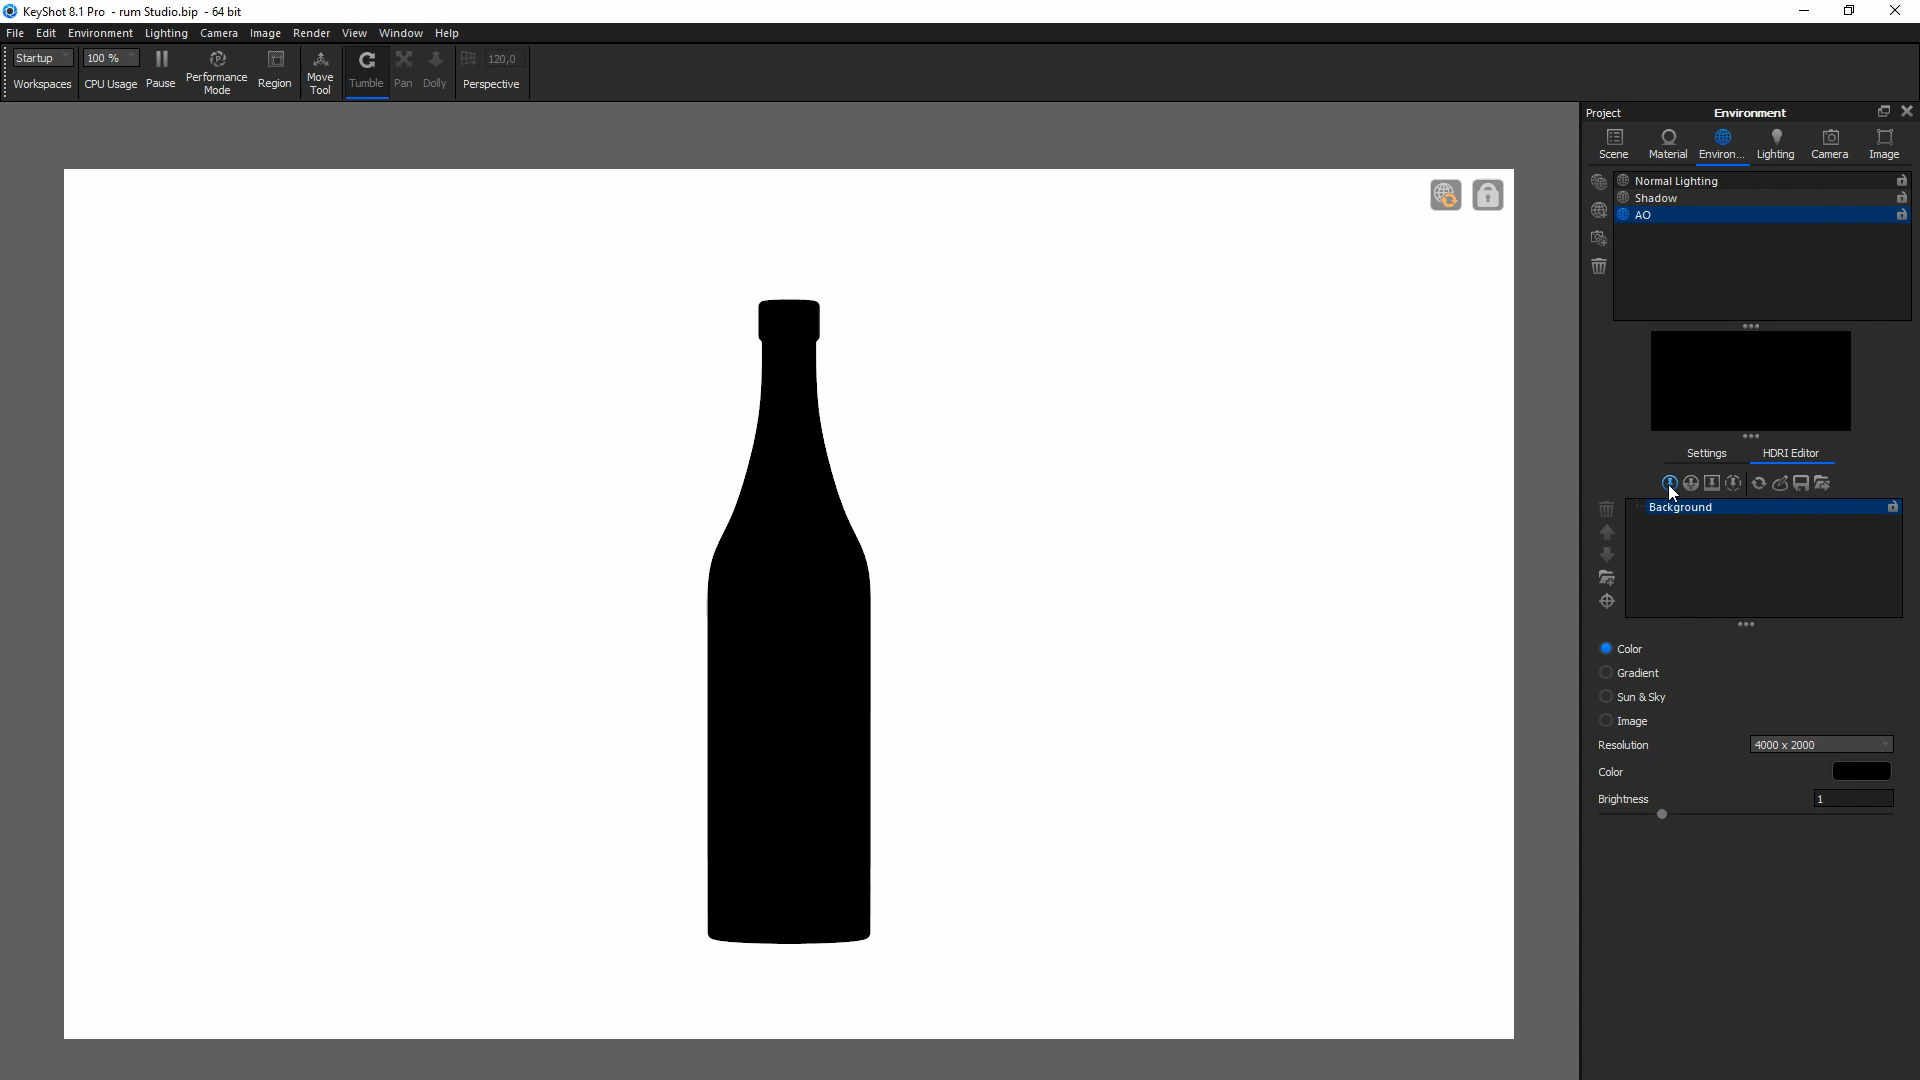 KeyShot 8.1 Pro - rum Studio.bip - 64 bit
File Edit Environment Lighting Camera Image Render View Window Help
Startup 100 % 120,0
Workspaces CPU Usage Pause Performance Mode Region Move Tool Tumble Pan Dolly Perspective
Project Environment
Scene Material Environ... Lighting Camera Image
Normal Lighting
Shadow
AO
Settings HDRI Editor
Background
Color
Gradient
Sun & Sky
Image
Resolution 4000 x 2000
Color
Brightness 1